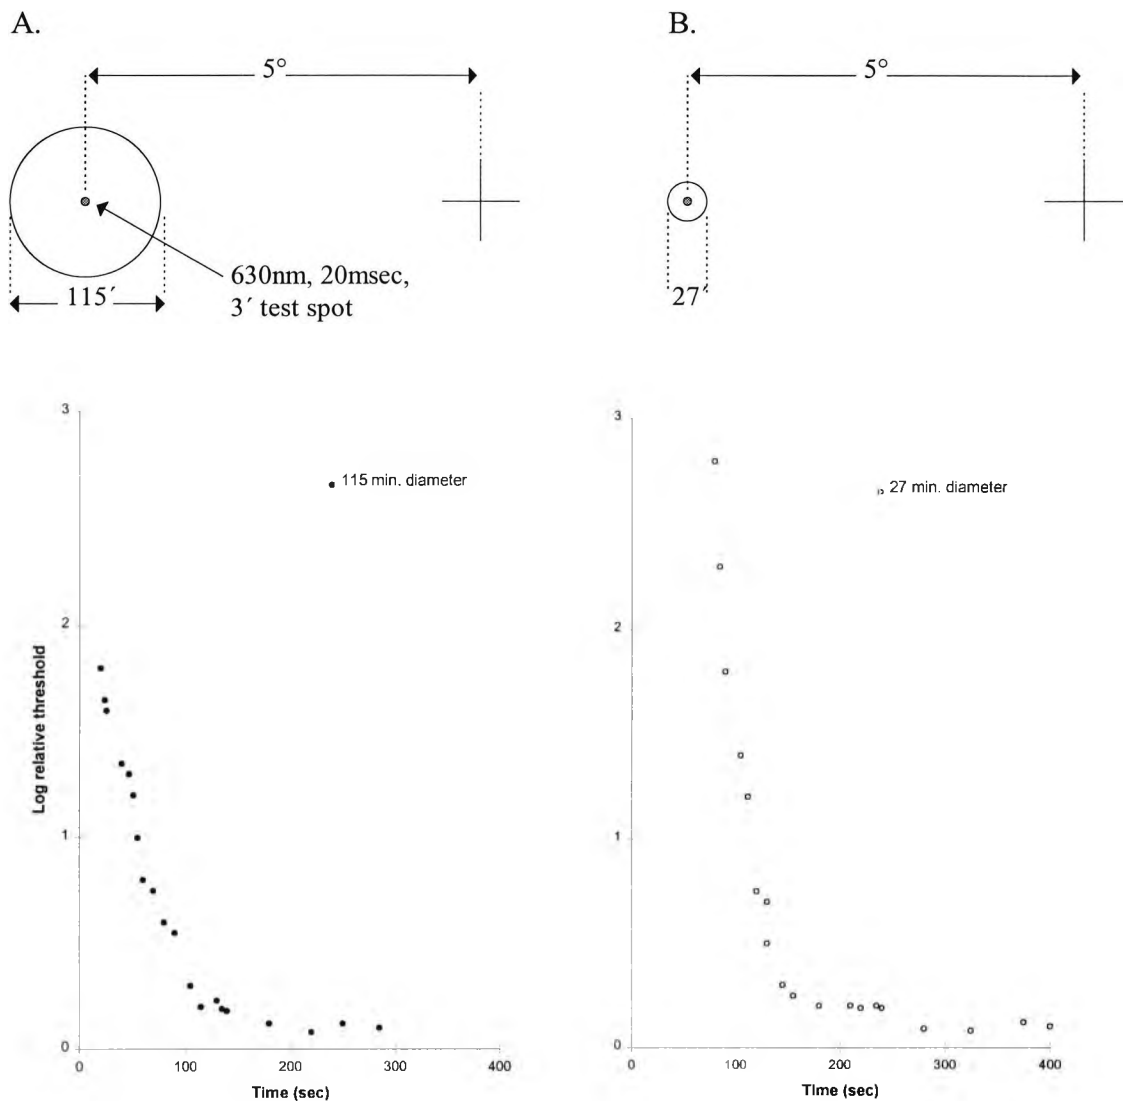 A.
5°
630nm, 20msec,
3´ test spot
115´
3
115 min. diameter
2
Log relative threshold
1
0
0
100
200
300
400
Time (sec)
B.
5°
27´
3
27 min. diameter
2
1
0
0
100
200
300
400
Time (sec)